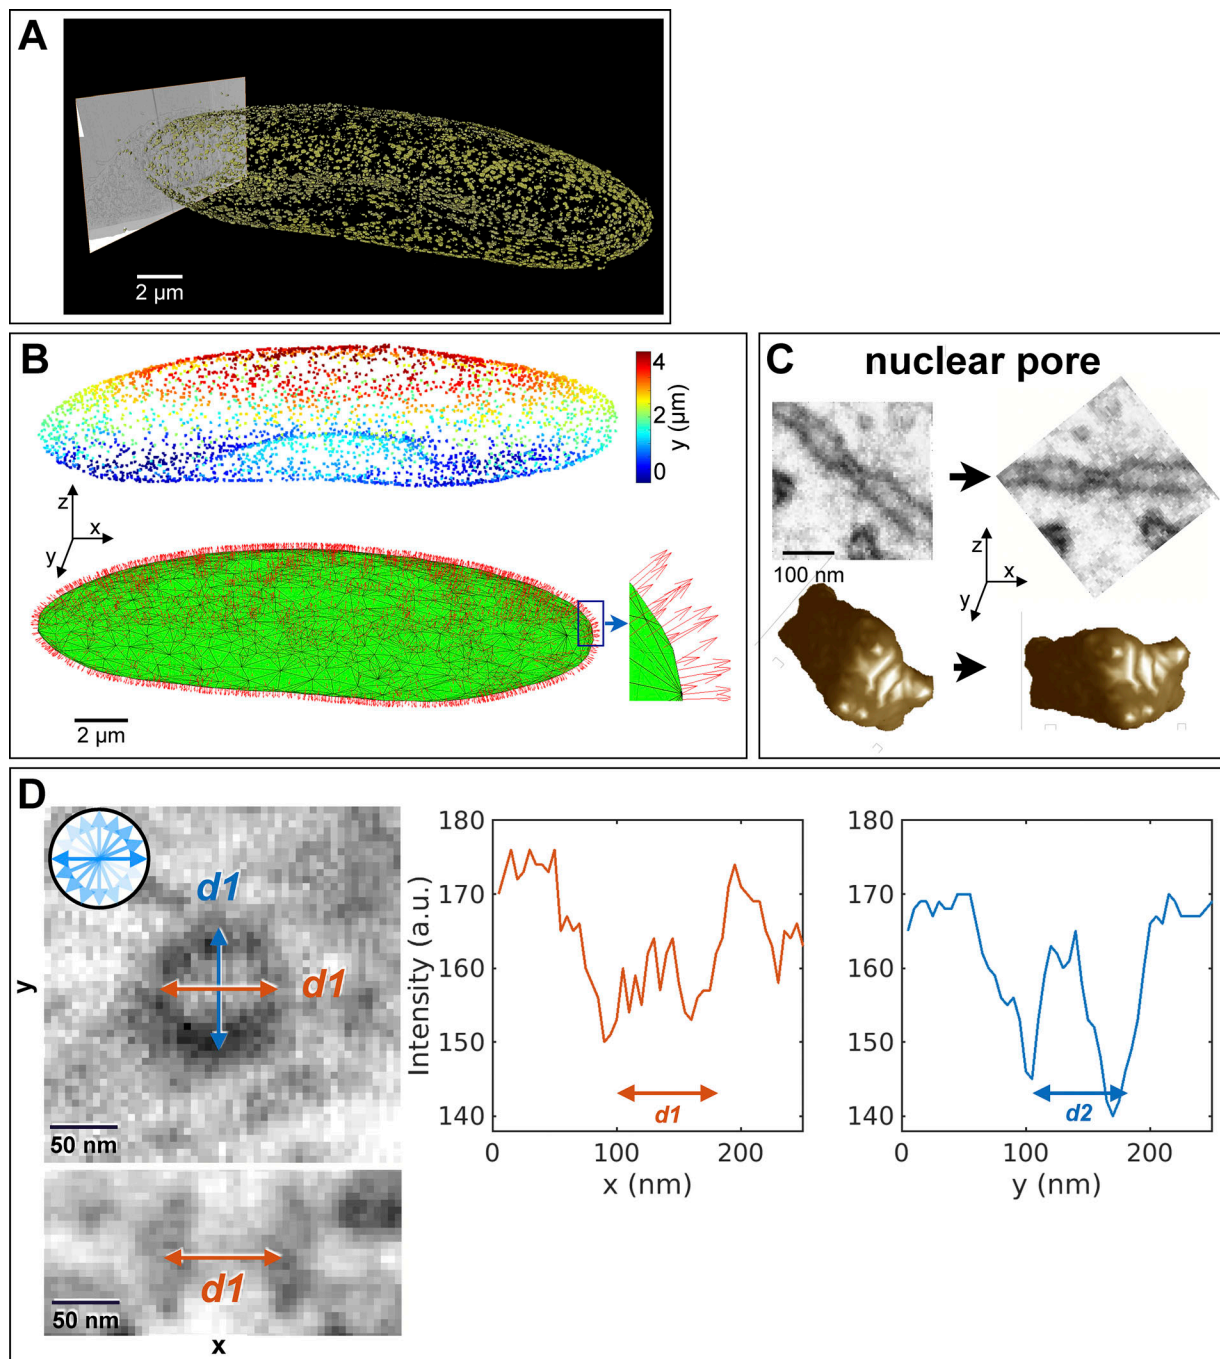 A
2 µm
B
4
2
0
y (µm)
z
x
y
2 µm
C
nuclear pore
100 nm
z
x
y
D
d1
d1
y
50 nm
d1
50 nm
x
180
170
160
150
140
Intensity (a.u.)
d1
0
100
200
x (nm)
180
170
160
150
140
d2
0
100
200
y (nm)